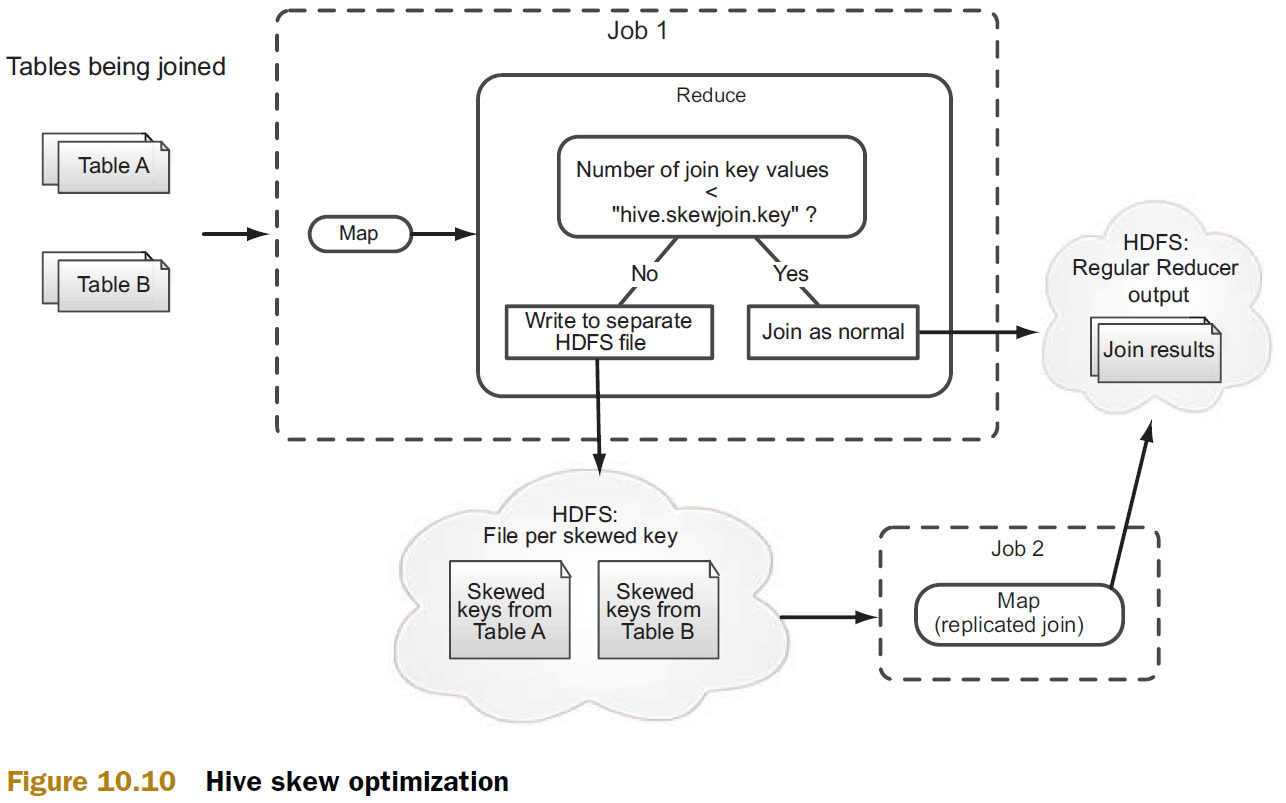 Job 1
Tables being joined
Reduce
Table A
Number of join key values
<
"hive.skewjoin.key" ?
Map
Table B
No
Yes
Write to separate
HDFS file
Join as normal
HDFS:
Regular Reducer
output
Join results
HDFS:
File per skewed key
Skewed
keys from
Table A
Skewed
keys from
Table B
Job 2
Map
(replicated join)
Figure 10.10 Hive skew optimization